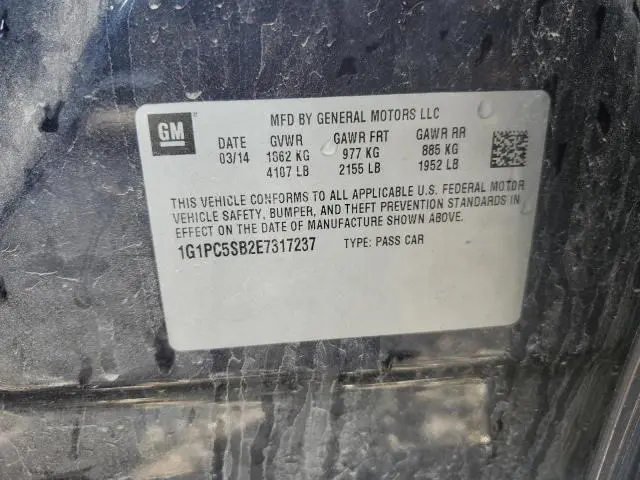 GM
MFD BY GENERAL MOTORS LLC
DATE GVWR GAWR FRT GAWR RR
03/14 1862 KG 977 KG 885 KG
4107 LB 2155 LB 1952 LB
THIS VEHICLE CONFORMS TO ALL APPLICABLE U.S. FEDERAL MOTOR
VEHICLE SAFETY, BUMPER, AND THEFT PREVENTION STANDARDS IN
EFFECT ON THE DATE OF MANUFACTURE SHOWN ABOVE.
1G1PC5SB2E7317237 TYPE: PASS CAR